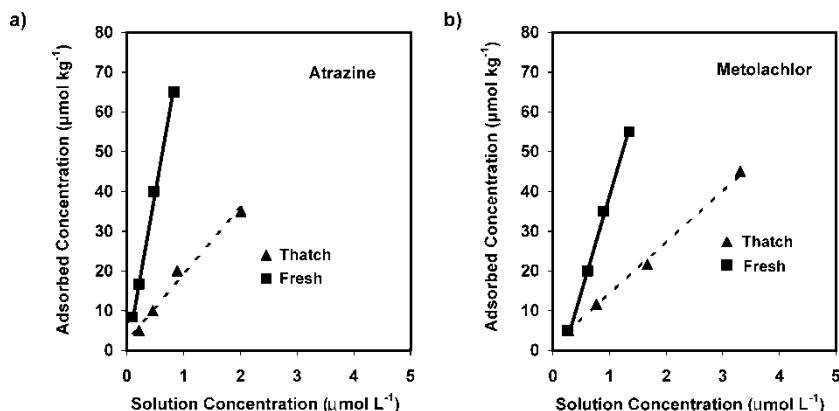 a)
Adsorbed Concentration (µmol kg⁻¹)
80
70
60
50
40
30
20
10
0
Atrazine
Thatch
Fresh
0 1 2 3 4 5
Solution Concentration (µmol L⁻¹)
b)
Adsorbed Concentration (µmol kg⁻¹)
80
70
60
50
40
30
20
10
0
Metolachlor
Thatch
Fresh
0 1 2 3 4 5
Solution Concentration (µmol L⁻¹)